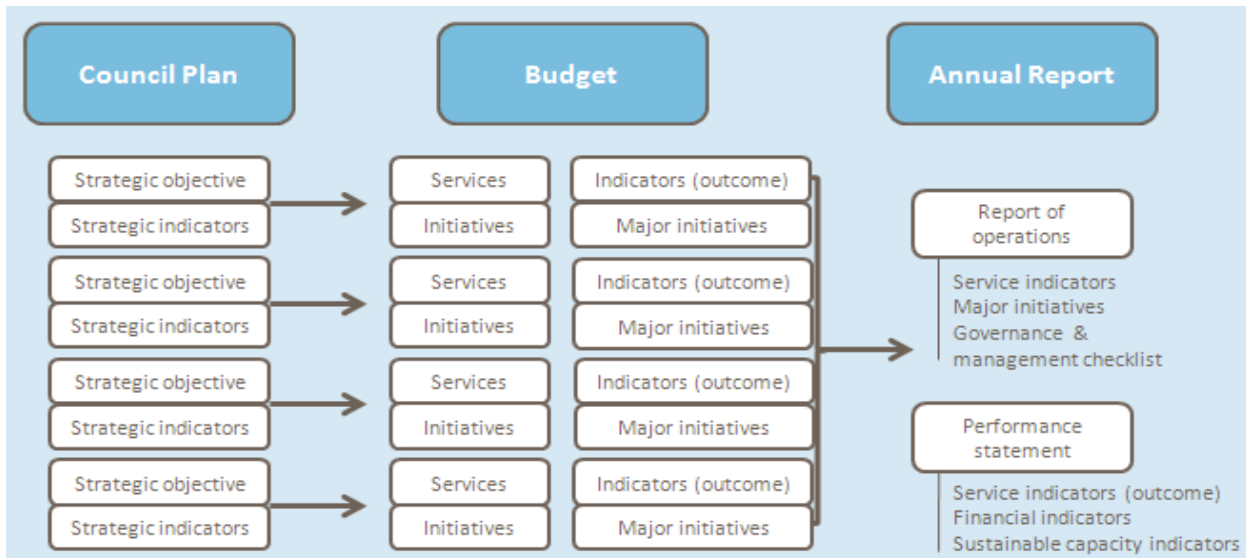 Council Plan
Budget
Annual Report
Strategic objective
Strategic indicators
Services
Initiatives
Indicators (outcome)
Major initiatives
Strategic objective
Strategic indicators
Services
Initiatives
Indicators (outcome)
Major initiatives
Strategic objective
Strategic indicators
Services
Initiatives
Indicators (outcome)
Major initiatives
Strategic objective
Strategic indicators
Services
Initiatives
Indicators (outcome)
Major initiatives
Report of
operations
Service indicators
Major initiatives
Governance &
management checklist
Performance
statement
Service indicators (outcome)
Financial indicators
Sustainable capacity indicators